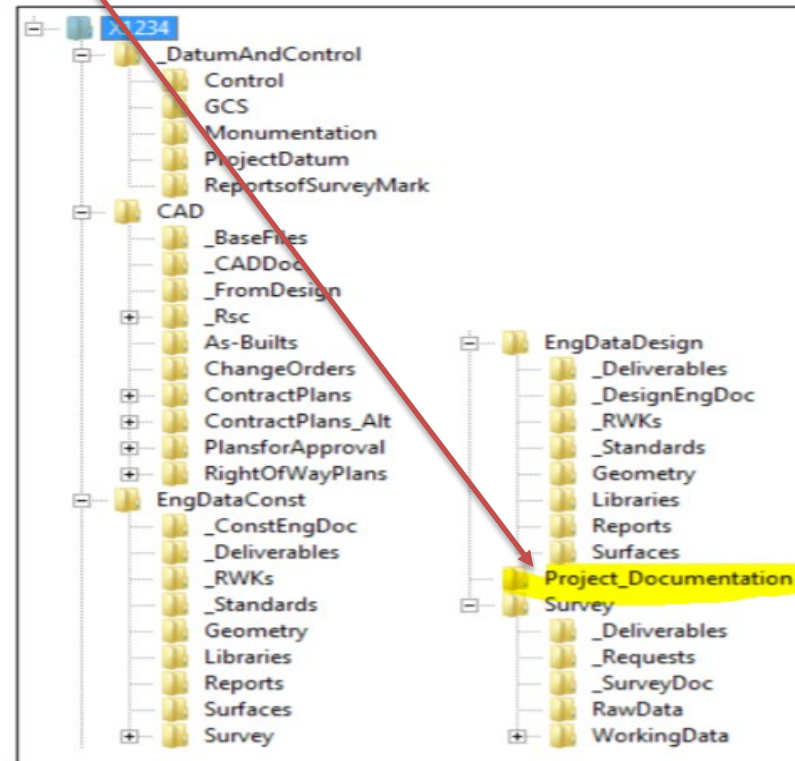 X1234
_DatumAndControl
Control
GCS
Monumentation
ProjectDatum
ReportsofSurveyMark
CAD
_BaseFiles
_CADDoc
_FromDesign
_Rsc
As-Builts
ChangeOrders
ContractPlans
ContractPlans_Alt
PlansforApproval
RightOfWayPlans
EngDataConst
_ConstEngDoc
_Deliverables
_RWKs
_Standards
Geometry
Libraries
Reports
Surfaces
Survey
EngDataDesign
_Deliverables
_DesignEngDoc
_RWKs
_Standards
Geometry
Libraries
Reports
Surfaces
Project_Documentation
Survey
_Deliverables
_Requests
_SurveyDoc
RawData
WorkingData